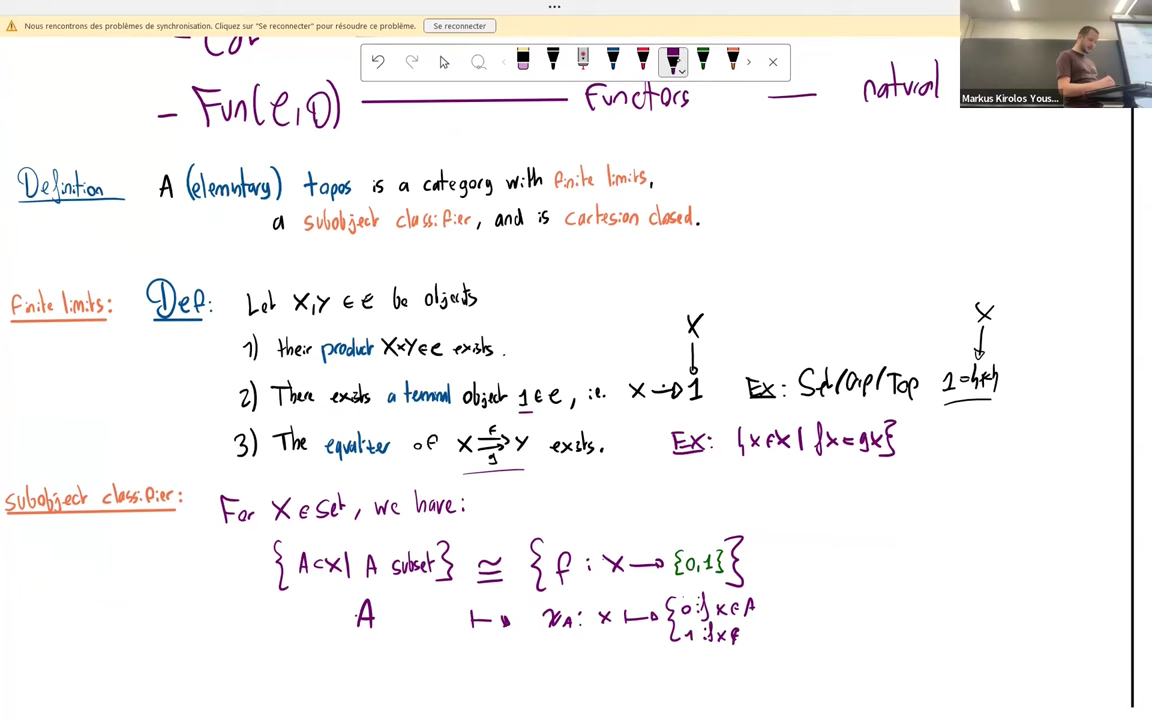 Nous rencontrons des problèmes de synchronisation. Cliquez sur "Se reconnecter" pour résoudre ce problème. Se reconnecter
Markus Kirolos Yous...
- Fun(C,D) —— Functors — natural
Definition A (elementary) topos is a category with finite limits,
a subobject classifier, and is cartesian closed.
Finite limits: Def: Let X,Y ∈ C be objects
1) their product X×Y∈C exists.
2) There exists a terminal object 1 ∈ C, i.e. X → 1
X
↓
1
Ex: Set/Grp/Top 1={*}
X
↓
3) The equalizer of X ⇉ Y exists.
f
g
Ex: {x∈X | fx=gx}
subobject classifier: For X ∈ Set, we have:
{A⊂X | A subset} ≅ {f : X → {0,1}}
A ↦ χA : x ↦ { 0 if x∈A
1 if x∉